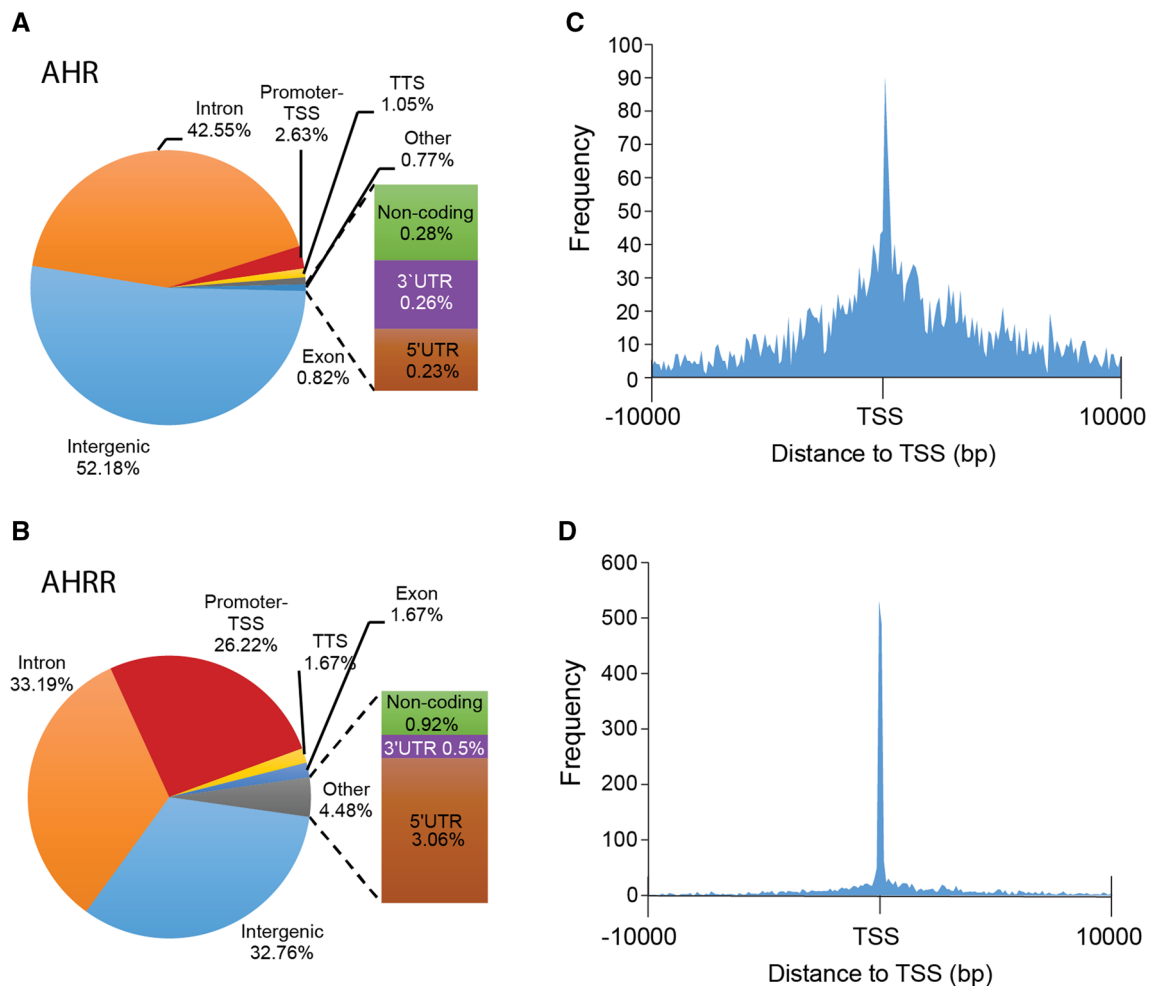 A
AHR
Intron
42.55%
Promoter-
TSS
2.63%
TTS
1.05%
Other
0.77%
Non-coding
0.28%
3`UTR
0.26%
5'UTR
0.23%
Exon
0.82%
Intergenic
52.18%
C
100
90
80
70
60
50
40
30
20
10
0
Frequency
-10000
TSS
10000
Distance to TSS (bp)
B
AHRR
Intron
33.19%
Promoter-
TSS
26.22%
TTS
1.67%
Exon
1.67%
Non-coding
0.92%
3'UTR 0.5%
5'UTR
3.06%
Other
4.48%
Intergenic
32.76%
D
600
500
400
300
200
100
0
Frequency
-10000
TSS
10000
Distance to TSS (bp)